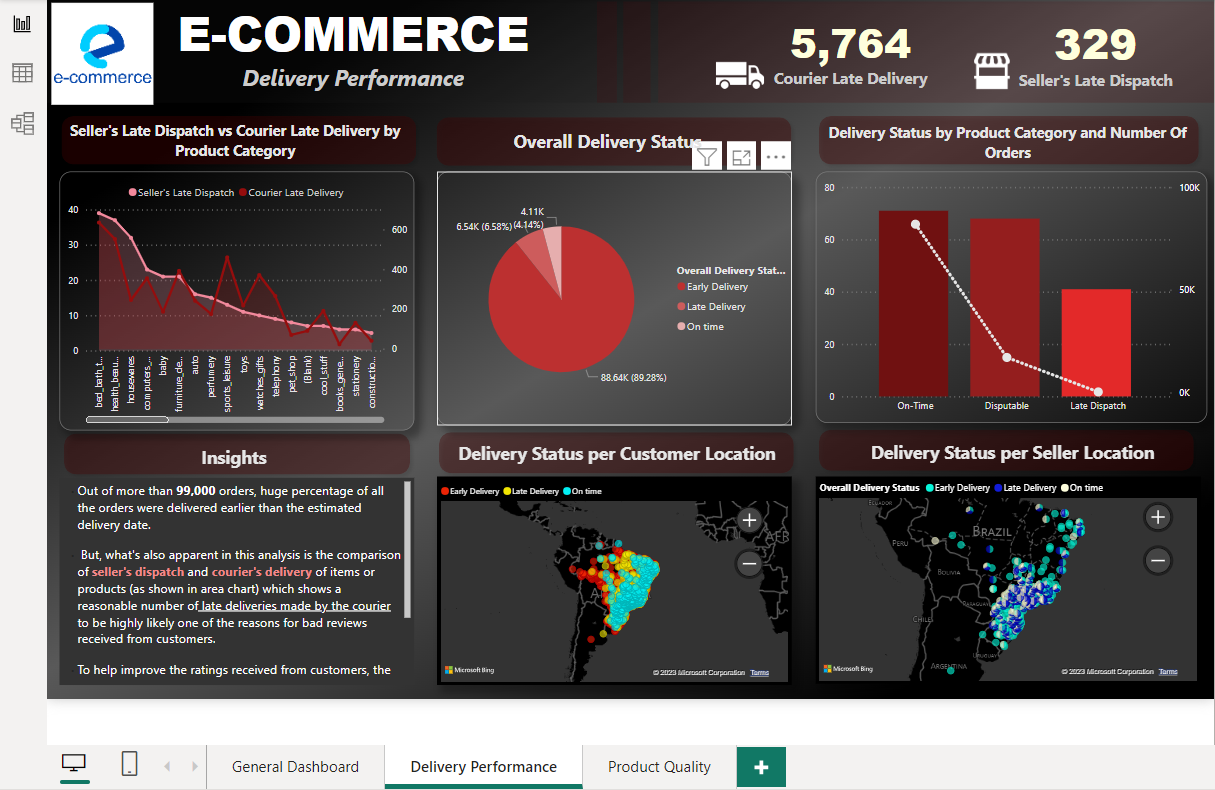 e-commerce
E-COMMERCE
Delivery Performance
5,764
Courier Late Delivery
329
Seller's Late Dispatch
Seller's Late Dispatch vs Courier Late Delivery by
Product Category
Seller's Late Dispatch Courier Late Delivery
40
30
20
10
0
600
400
200
0
bed_bath_t...
health_beau...
housewares
computers_...
baby
furniture_de...
auto
perfumery
sports_leisure
toys
watches_gifts
telephony
pet_shop
(Blank)
cool_stuff
books_gene...
stationery
constructio...
Overall Delivery Status
4.11K
(4.14%)
6.54K (6.58%)
88.64K (89.28%)
Overall Delivery Stat...
Early Delivery
Late Delivery
On time
Delivery Status by Product Category and Number Of
Orders
80
60
40
20
0
100K
50K
0K
On-Time
Disputable
Late Dispatch
Insights
Out of more than 99,000 orders, huge percentage of all
the orders were delivered earlier than the estimated
delivery date.
But, what's also apparent in this analysis is the comparison
of seller's dispatch and courier's delivery of items or
products (as shown in area chart) which shows a
reasonable number of late deliveries made by the courier
to be highly likely one of the reasons for bad reviews
received from customers.
To help improve the ratings received from customers, the
Delivery Status per Customer Location
Early Delivery Late Delivery On time
AFR
Microsoft Bing
© 2023 Microsoft Corporation Terms
Delivery Status per Seller Location
Overall Delivery Status Early Delivery Late Delivery On time
ECUADOR
PERU
BRAZIL
BOLIVIA
PARAGUAY
CHILE
URUGUAY
ARGENTINA
Microsoft Bing
© 2023 Microsoft Corporation Terms
General Dashboard
Delivery Performance
Product Quality